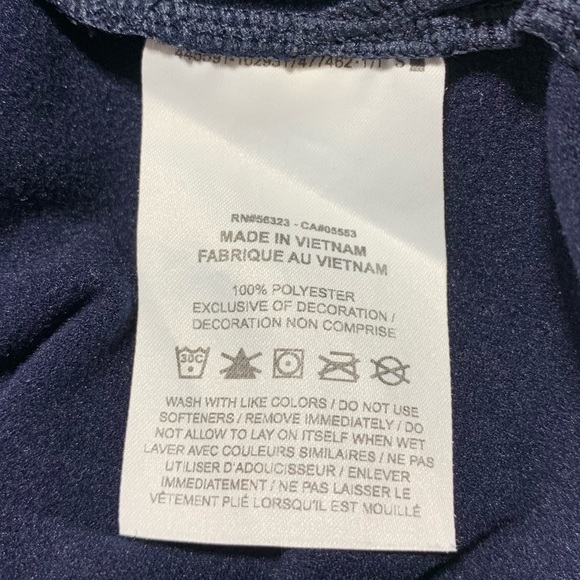 RN#56323 - CA#05553
MADE IN VIETNAM
FABRIQUE AU VIETNAM
100% POLYESTER
EXCLUSIVE OF DECORATION /
DECORATION NON COMPRISE
30C
WASH WITH LIKE COLORS / DO NOT USE
SOFTENERS / REMOVE IMMEDIATELY / DO
NOT ALLOW TO LAY ON ITSELF WHEN WET
LAVER AVEC COULEURS SIMILAIRES / NE PAS
UTILISER D'ADOUCISSEUR / ENLEVER
IMMEDIATEMENT / NE PAS LAISSER LE
VÊTEMENT PLIÉ LORSQU'IL EST MOUILLÉ